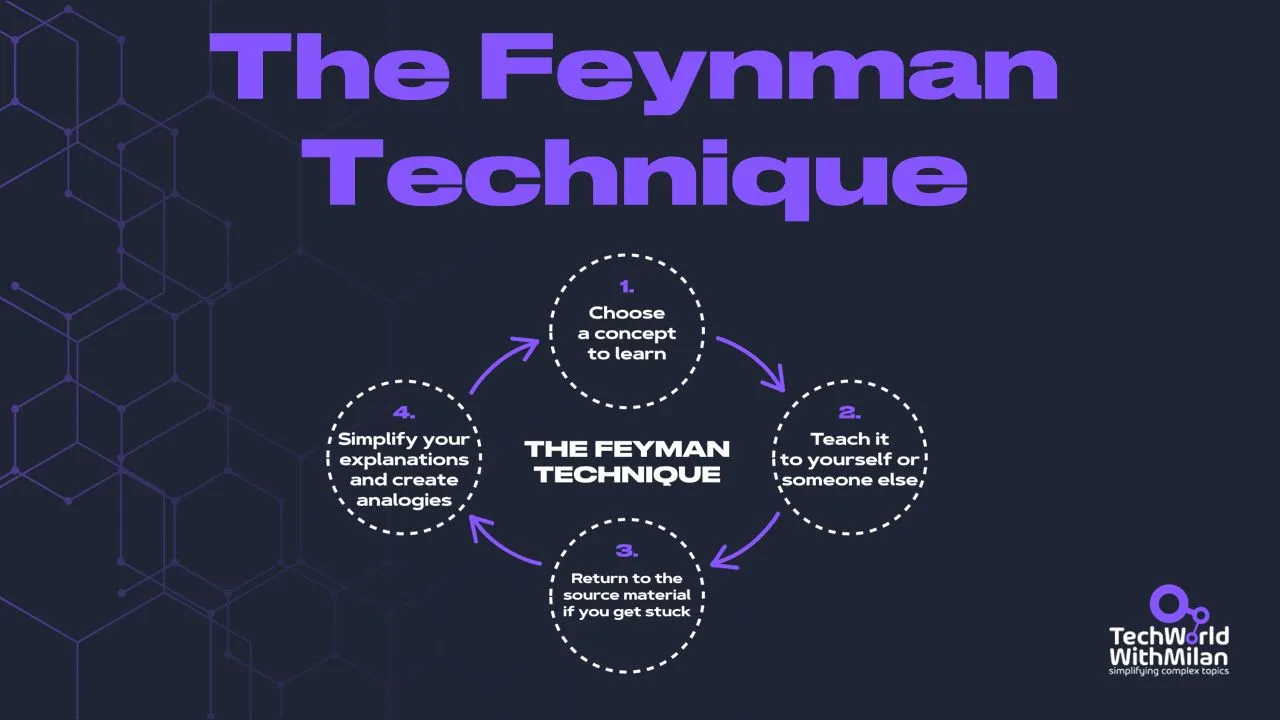 The Feynman
Technique
1.
Choose
a concept
to learn
2.
Teach it
to yourself or
someone else
3.
Return to the
source material
if you get stuck
4.
Simplify your
explanations
and create
analogies
THE FEYMAN
TECHNIQUE
TechWorld
WithMilan
simplifying complex topics